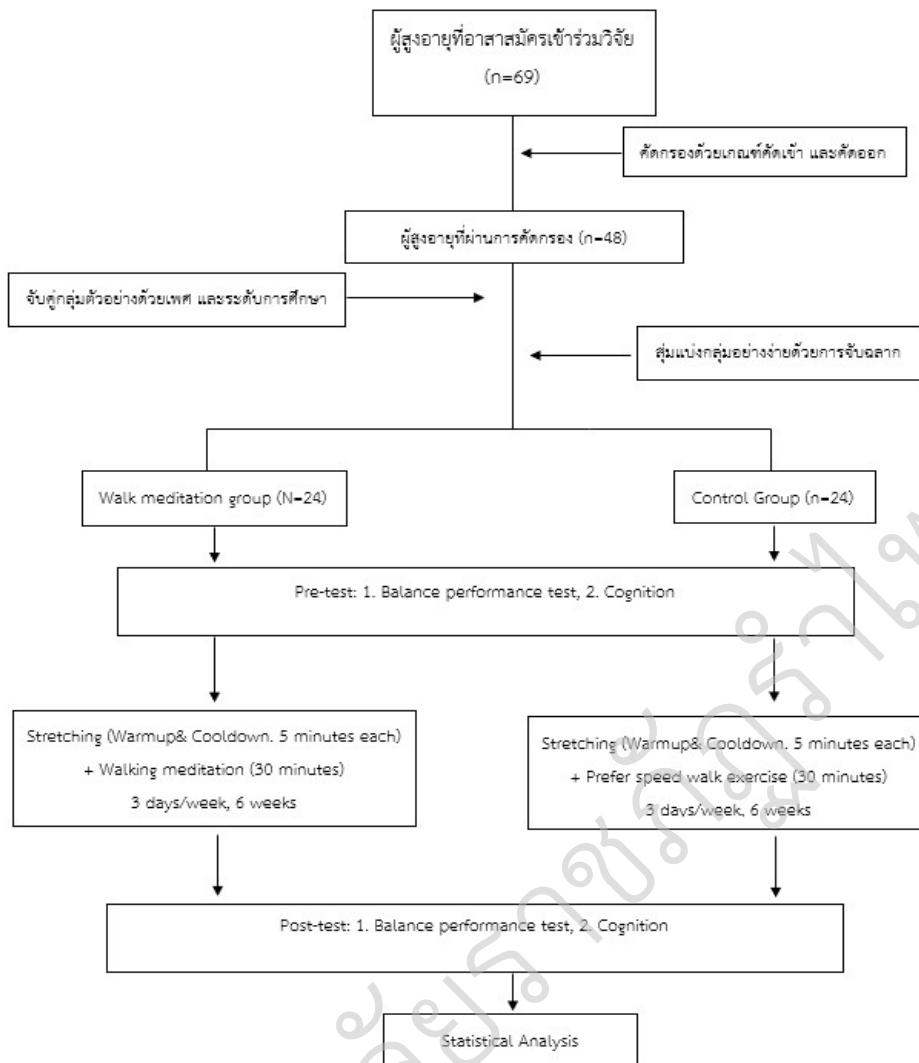 ผู้สูงอายุที่อาสาสมัครเข้าร่วมวิจัย
(n=69)
คัดกรองด้วยเกณฑ์คัดเข้า และคัดออก
ผู้สูงอายุที่ผ่านการคัดกรอง (n=48)
จับคู่กลุ่มตัวอย่างด้วยเพศ และระดับการศึกษา
สุ่มแบ่งกลุ่มอย่างง่ายด้วยการจับฉลาก
Walk meditation group (N=24)
Control Group (n=24)
Pre-test: 1. Balance performance test, 2. Cognition
Stretching (Warmup& Cooldown. 5 minutes each)
+ Walking meditation (30 minutes)
3 days/week, 6 weeks
Stretching (Warmup& Cooldown. 5 minutes each)
+ Prefer speed walk exercise (30 minutes)
3 days/week, 6 weeks
Post-test: 1. Balance performance test, 2. Cognition
Statistical Analysis